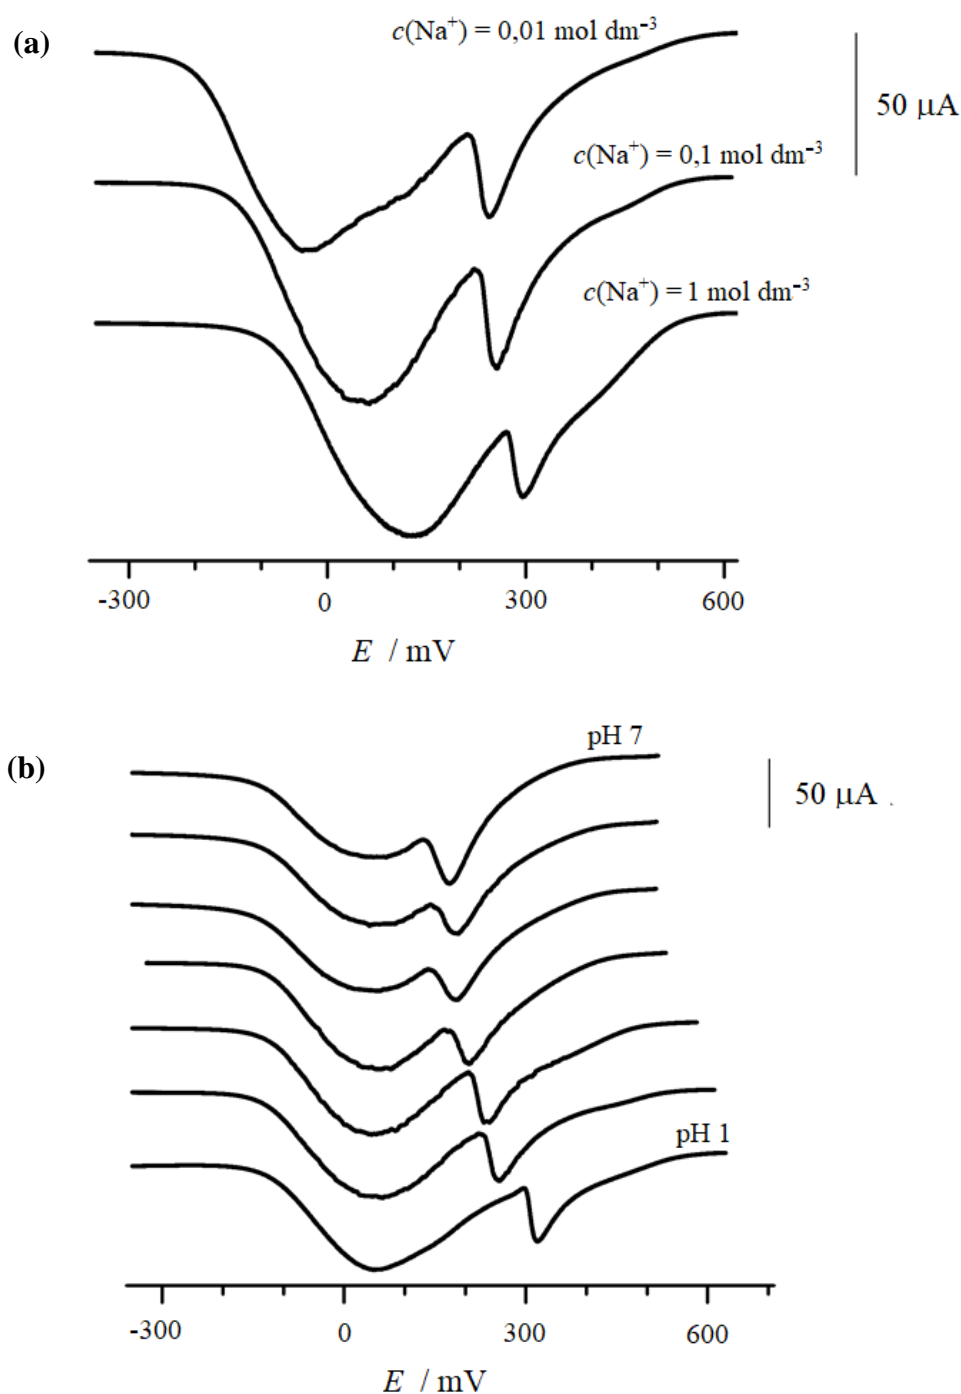 (a)
c(Na⁺) = 0,01 mol dm⁻³
50 μA
c(Na⁺) = 0,1 mol dm⁻³
c(Na⁺) = 1 mol dm⁻³
-300 0 300 600
E / mV
(b)
pH 7
50 μA
pH 1
-300 0 300 600
E / mV